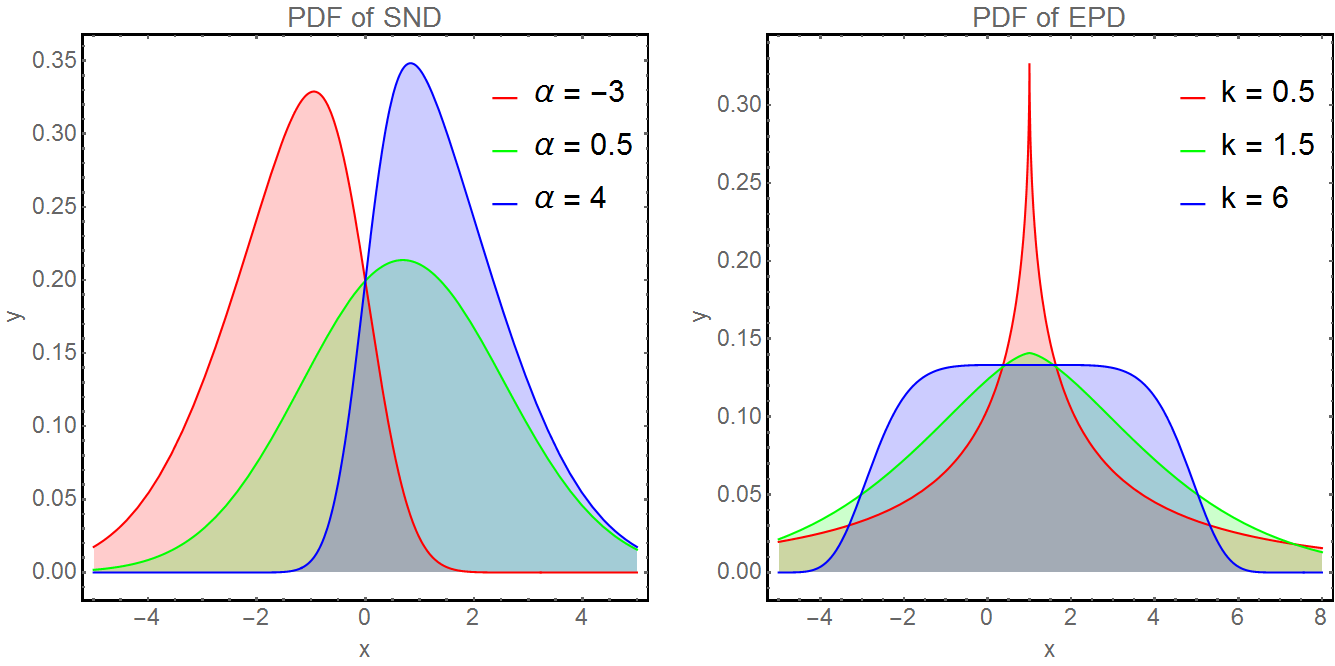 PDF of SND
0.35
0.30
0.25
0.20
0.15
0.10
0.05
0.00
y
−4 −2 0 2 4
x
α = −3
α = 0.5
α = 4
PDF of EPD
0.30
0.25
0.20
0.15
0.10
0.05
0.00
y
−4 −2 0 2 4 6 8
x
k = 0.5
k = 1.5
k = 6